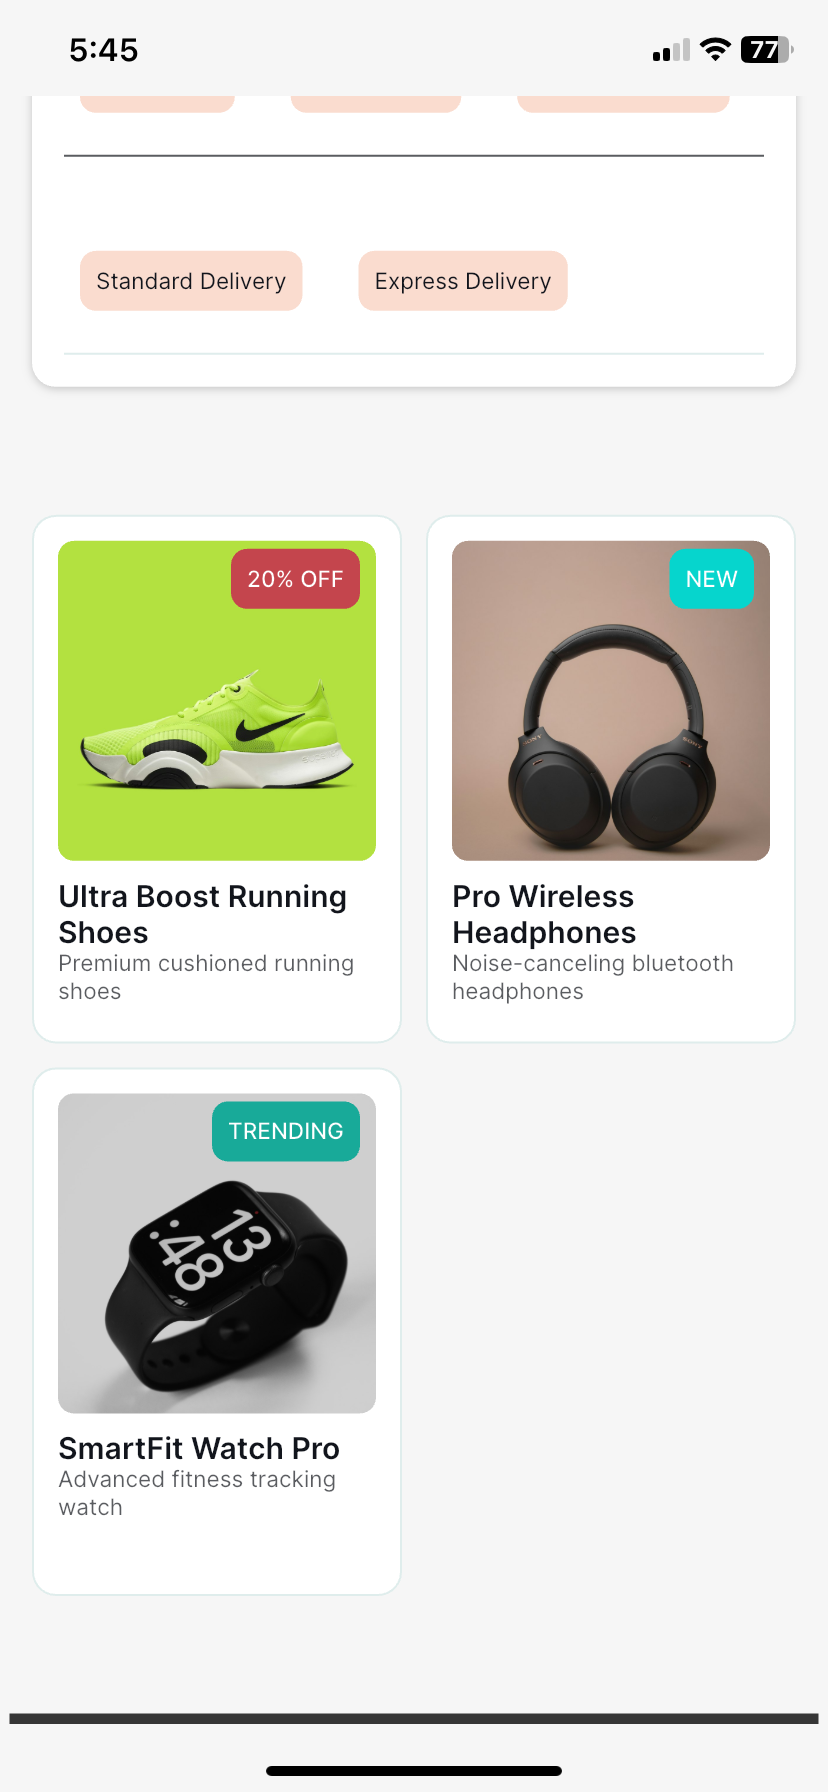 5:45
77
Standard Delivery
Express Delivery
20% OFF
NEW
SONY
Ultra Boost Running
Shoes
Premium cushioned running
shoes
Pro Wireless
Headphones
Noise-canceling bluetooth
headphones
TRENDING
13
:48
SmartFit Watch Pro
Advanced fitness tracking
watch